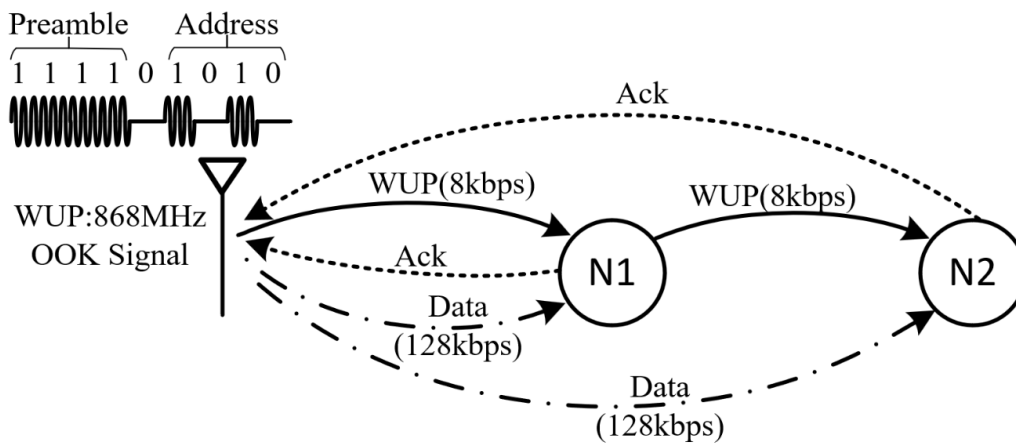 Preamble Address
1 1 1 1 0 1 0 1 0
Ack
WUP(8kbps)
WUP(8kbps)
WUP:868MHz
OOK Signal
Ack
N1
N2
Data
(128kbps)
Data
(128kbps)